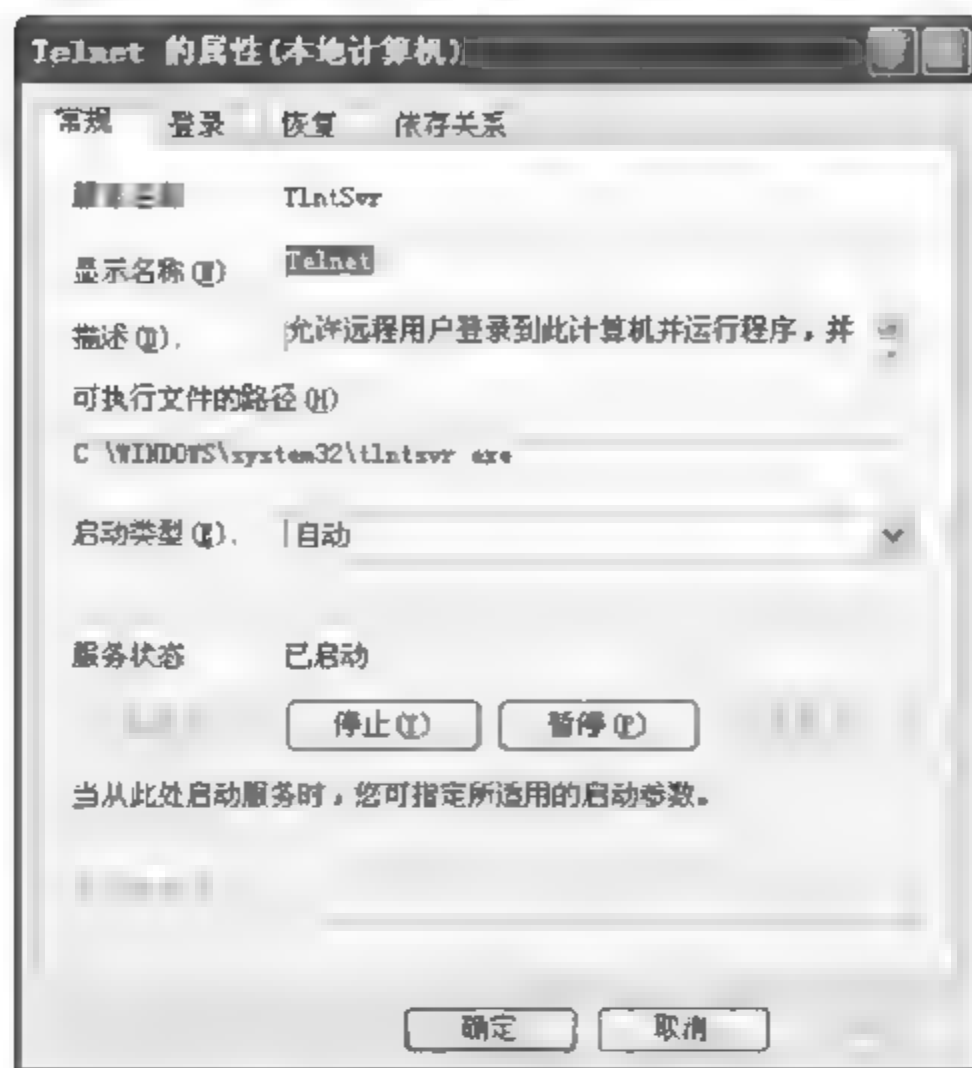 Telnet 的属性(本地计算机)
常规 登录 恢复 依存关系
TlntSvr
显示名称(N) Telnet
描述(D). 允许远程用户登录到此计算机并运行程序，并
可执行文件的路径(H)
C \WINDOWS\system32\tlntsvr exe
启动类型(E). 自动
服务状态 已启动
停止(T) 暂停(P)
当从此处启动服务时，您可指定所适用的启动参数。
确定 取消